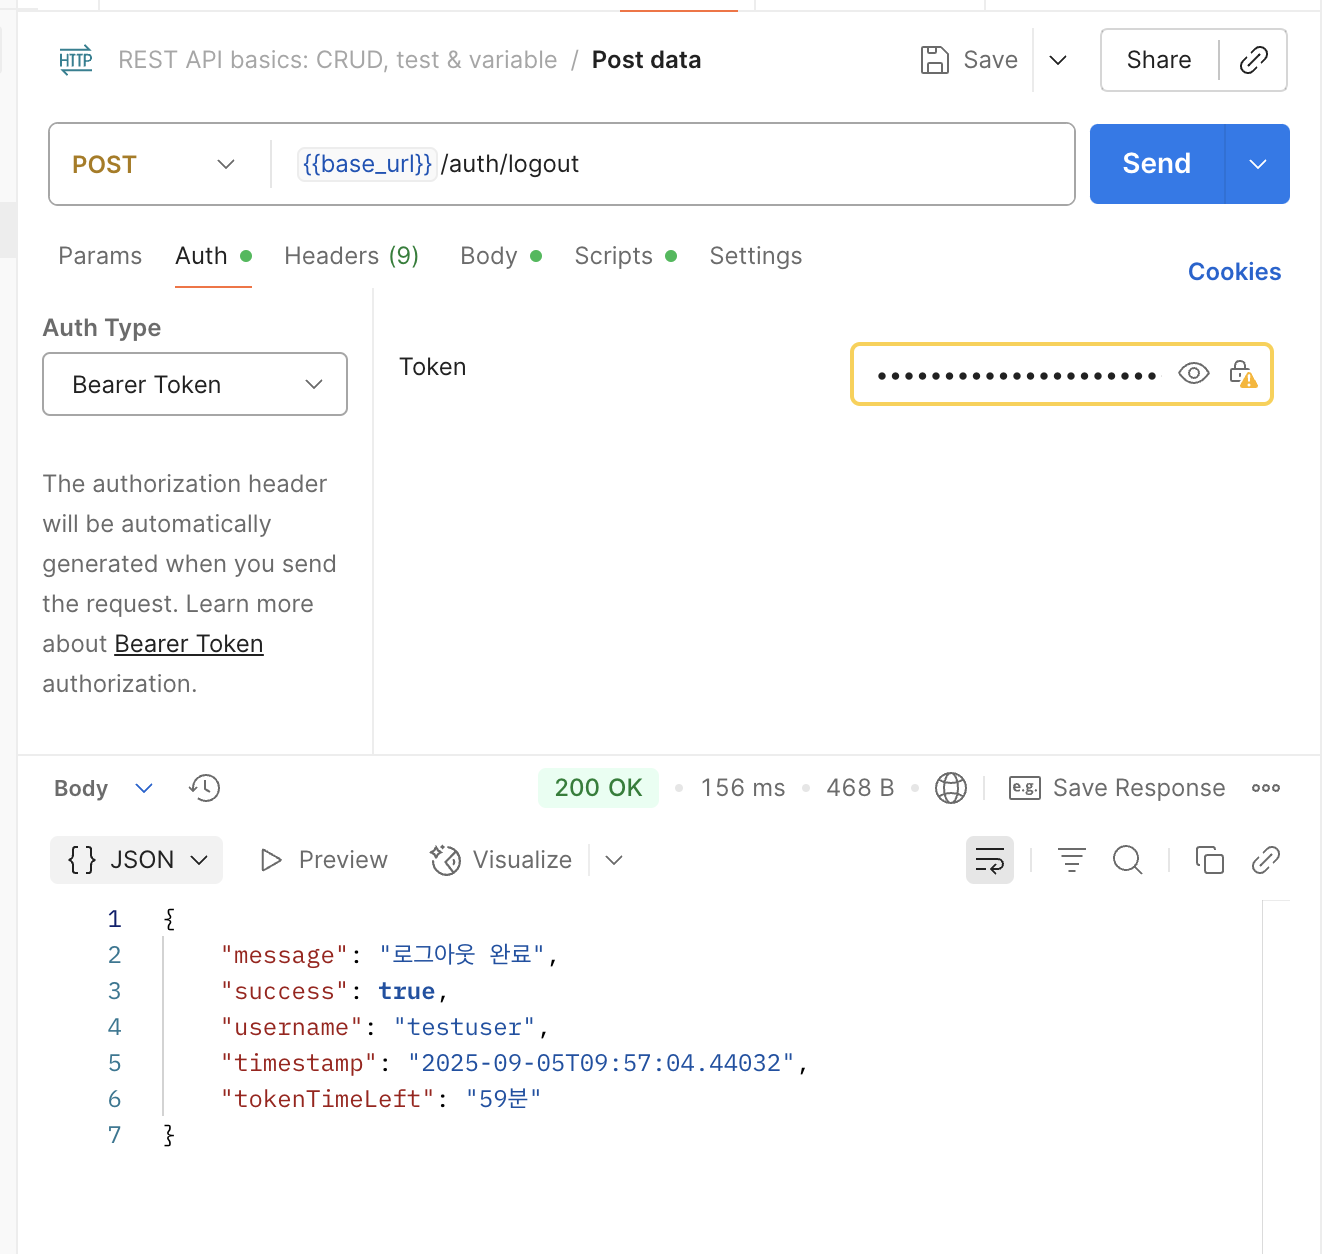 HTTP REST API basics: CRUD, test & variable / Post data
Save
Share
POST
{{base_url}}/auth/logout
Send
Params
Auth
Headers (9)
Body
Scripts
Settings
Cookies
Auth Type
Bearer Token
The authorization header
will be automatically
generated when you send
the request. Learn more
about Bearer Token
authorization.
Token
••••••••••••••••••••••
Body
200 OK • 156 ms • 468 B •
e.g. Save Response
{ } JSON
Preview
Visualize
1 {
2 "message": "로그아웃 완료",
3 "success": true,
4 "username": "testuser",
5 "timestamp": "2025-09-05T09:57:04.44032",
6 "tokenTimeLeft": "59분"
7 }